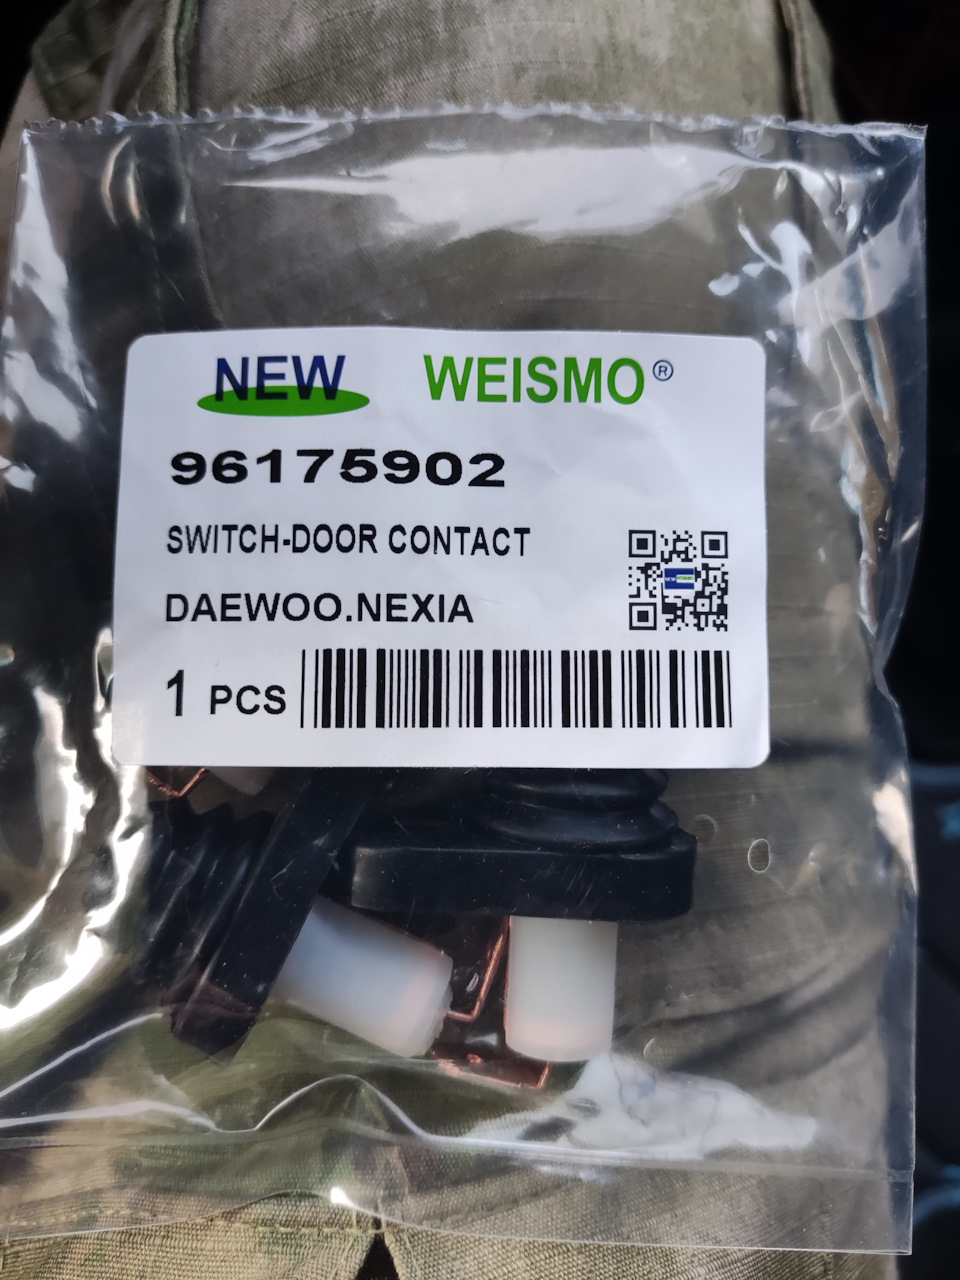 NEW WEISMO®
96175902
SWITCH-DOOR CONTACT
DAEWOO.NEXIA
1 PCS